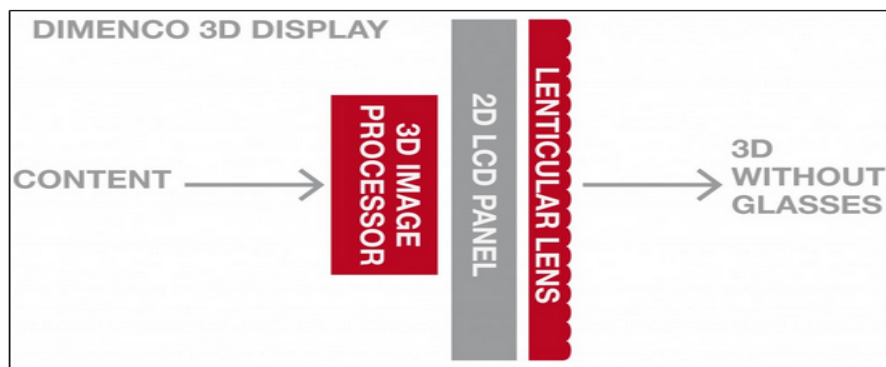 DIMENCO 3D DISPLAY
CONTENT
3D IMAGE
PROCESSOR
2D LCD PANEL
LENTICULAR LENS
3D
WITHOUT
GLASSES